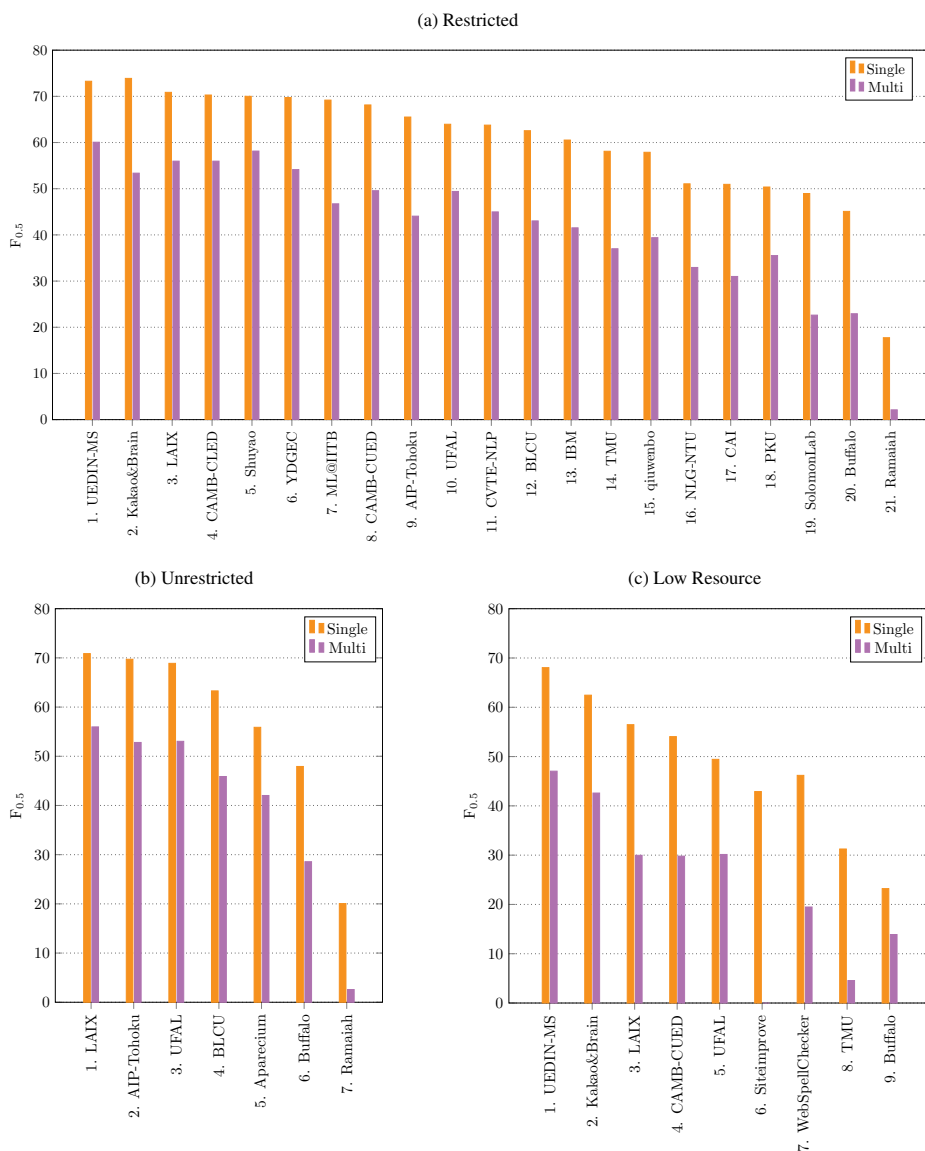 (a) Restricted
80
70
60
50
40
30
20
10
0
F0.5
Single
Multi
1. UEDIN-MS
2. Kakao&Brain
3. LAIX
4. CAMB-CLED
5. Shuyao
6. YDGEC
7. ML@IITB
8. CAMB-CUED
9. AIP-Tohoku
10. UFAL
11. CVTE-NLP
12. BLCU
13. IBM
14. TMU
15. qiuwenbo
16. NLG-NTU
17. CAI
18. PKU
19. SolomonLab
20. Buffalo
21. Ramaiah
(b) Unrestricted
80
70
60
50
40
30
20
10
0
F0.5
Single
Multi
1. LAIX
2. AIP-Tohoku
3. UFAL
4. BLCU
5. Aparecium
6. Buffalo
7. Ramaiah
(c) Low Resource
80
70
60
50
40
30
20
10
0
F0.5
Single
Multi
1. UEDIN-MS
2. Kakao&Brain
3. LAIX
4. CAMB-CUED
5. UFAL
6. Siteimprove
7. WebSpellChecker
8. TMU
9. Buffalo